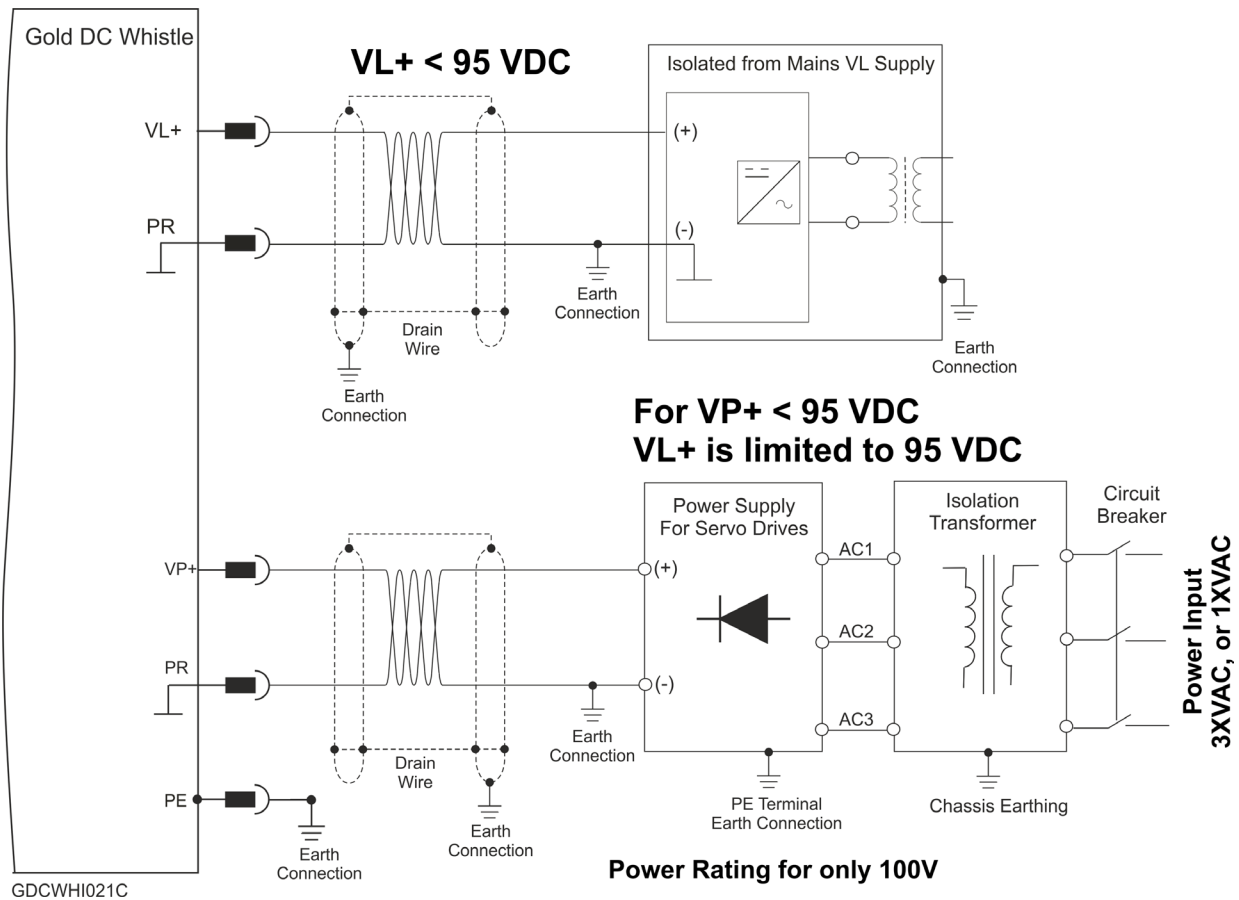 Gold DC Whistle
VL+ < 95 VDC
Isolated from Mains VL Supply
VL+
(+)
PR
(-)
Earth
Connection
Drain
Wire
Earth
Connection
Earth
Connection
For VP+ < 95 VDC
VL+ is limited to 95 VDC
Power Supply
For Servo Drives
Isolation
Transformer
Circuit
Breaker
VP+
(+)
AC1
AC2
PR
(-)
AC3
Earth
Connection
Drain
Wire
PE
PE Terminal
Earth Connection
Chassis Earthing
Earth
Connection
Earth
Connection
Power Input
3XVAC, or 1XVAC
Power Rating for only 100V
GDCWHI021C